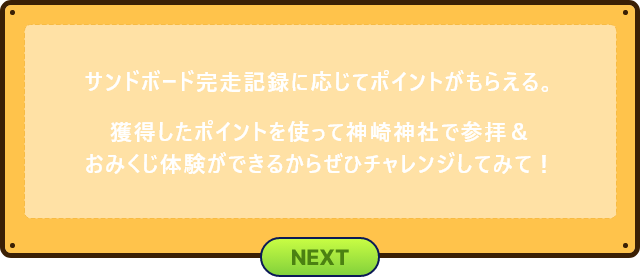 サンドボード完走記録に応じてポイントがもらえる。
獲得したポイントを使って神崎神社で参拝＆
おみくじ体験ができるからぜひチャレンジしてみて！
NEXT